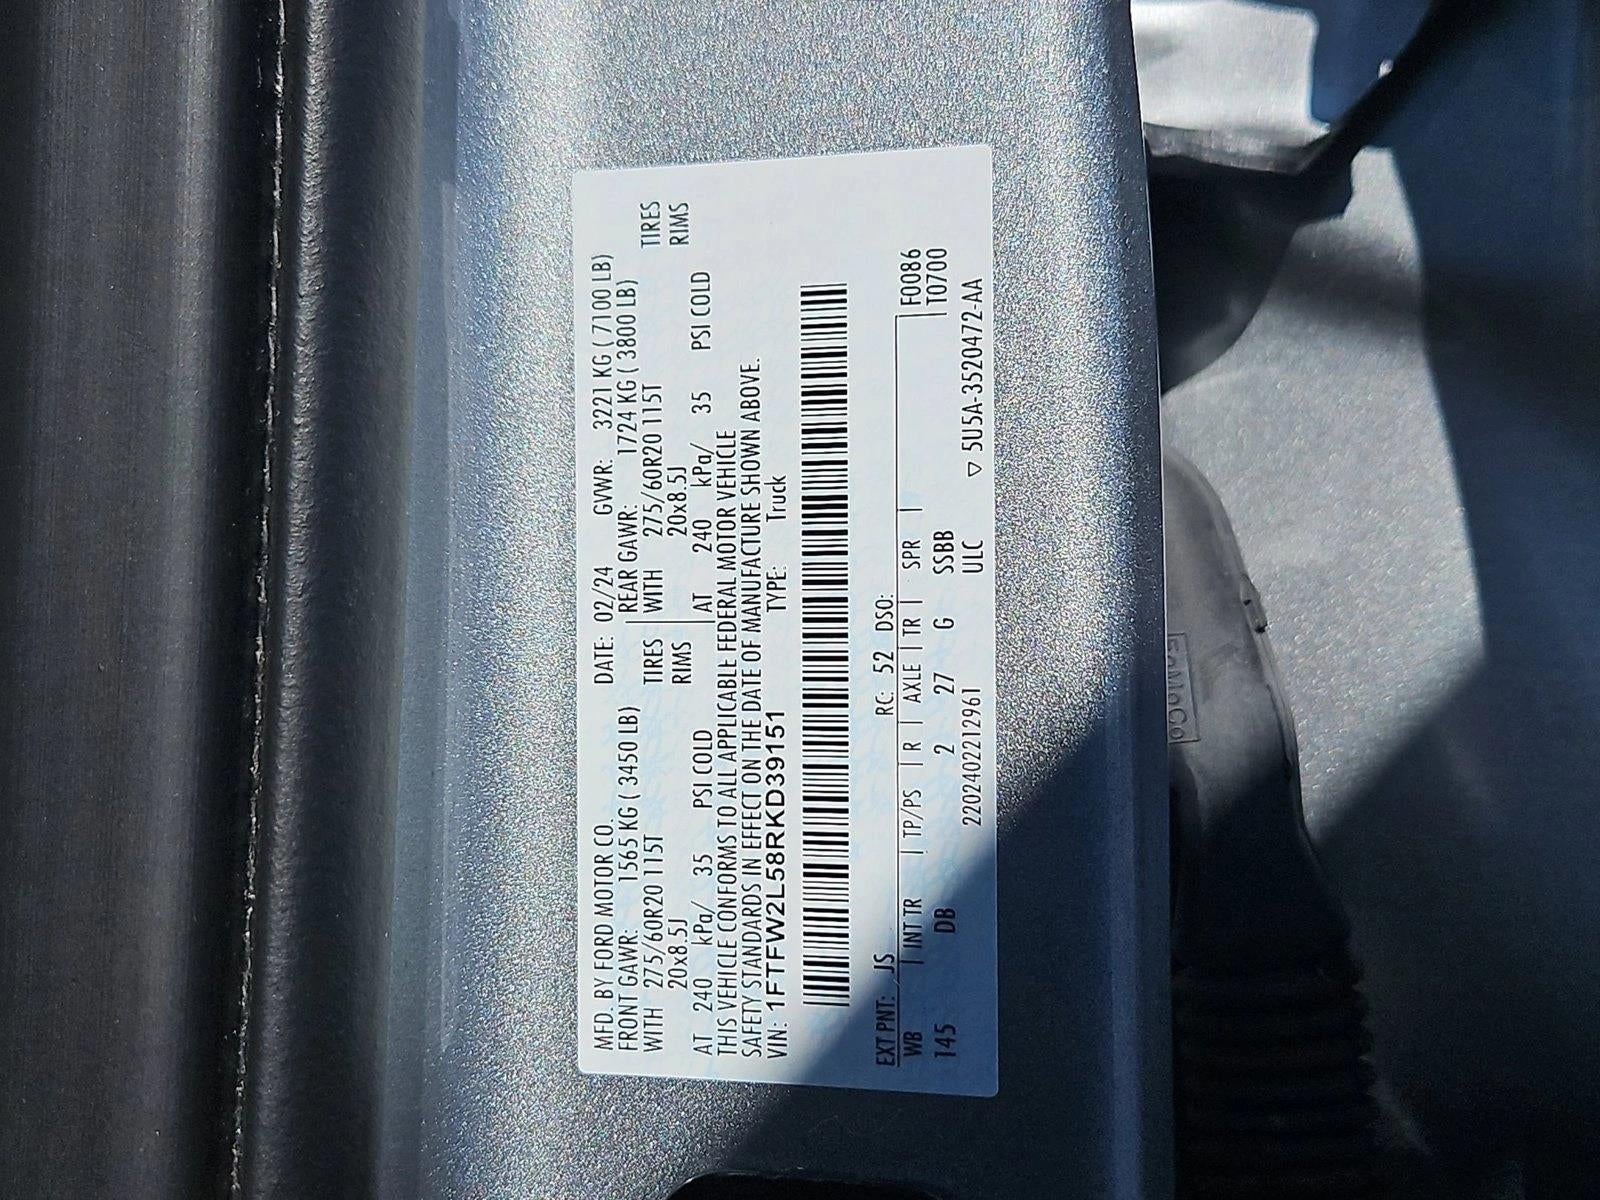 MFD. BY FORD MOTOR CO. DATE: 02/24 GVWR: 3221 KG ( 7100 LB)
FRONT GAWR: 1565 KG ( 3450 LB) REAR GAWR: 1724 KG ( 3800 LB)
WITH 275/60R20 115T TIRES WITH 275/60R20 115T TIRES
20x8.5J RIMS 20x8.5J RIMS
AT 240 kPa/ 35 PSI COLD AT 240 kPa/ 35 PSI COLD
THIS VEHICLE CONFORMS TO ALL APPLICABLE FEDERAL MOTOR VEHICLE
SAFETY STANDARDS IN EFFECT ON THE DATE OF MANUFACTURE SHOWN ABOVE.
VIN: 1FTFW2L58RKD39151 TYPE: Truck
EXT PNT: JS RC: 52 DSO:
WB INT TR TP/PS R AXLE TR SPR F0086
145 DB 2 27 G SSBB T0700
2202402212961 ULC ▽ 5U5A-3520472-AA
FoMoCo